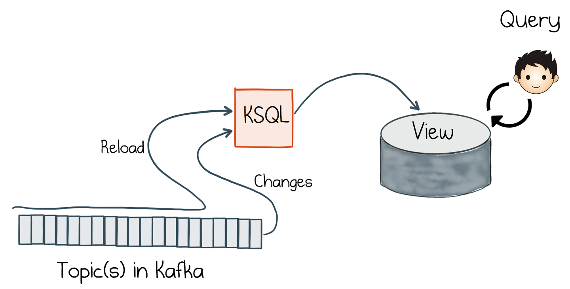 Query
KSQL
View
Reload
Changes
Topic(s) in Kafka